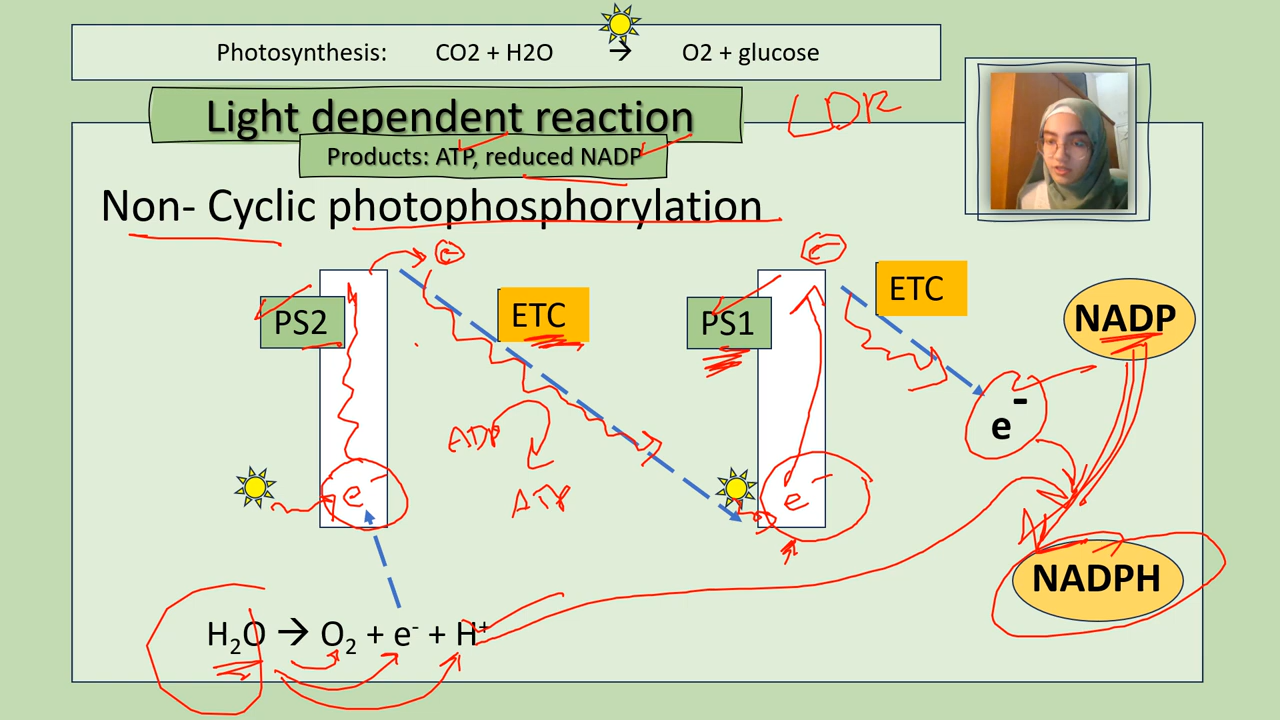 Photosynthesis: CO2 + H2O → O2 + glucose
Light dependent reaction
LDR
Products: ATP, reduced NADP
Non- Cyclic photophosphorylation
e⁻
e⁻
PS2
ETC
PS1
ETC
NADP
e⁻
ADP
ATP
e⁻
e⁻
NADPH
H₂O → O₂ + e⁻ + H⁺